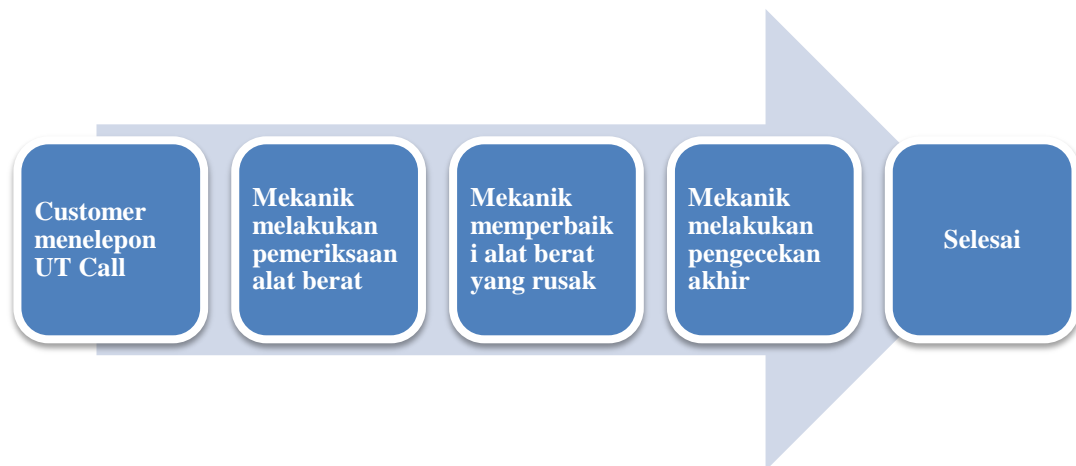 Customer
menelepon
UT Call
Mekanik
melakukan
pemeriksaan
alat berat
Mekanik
memperbaik
i alat berat
yang rusak
Mekanik
melakukan
pengecekan
akhir
Selesai